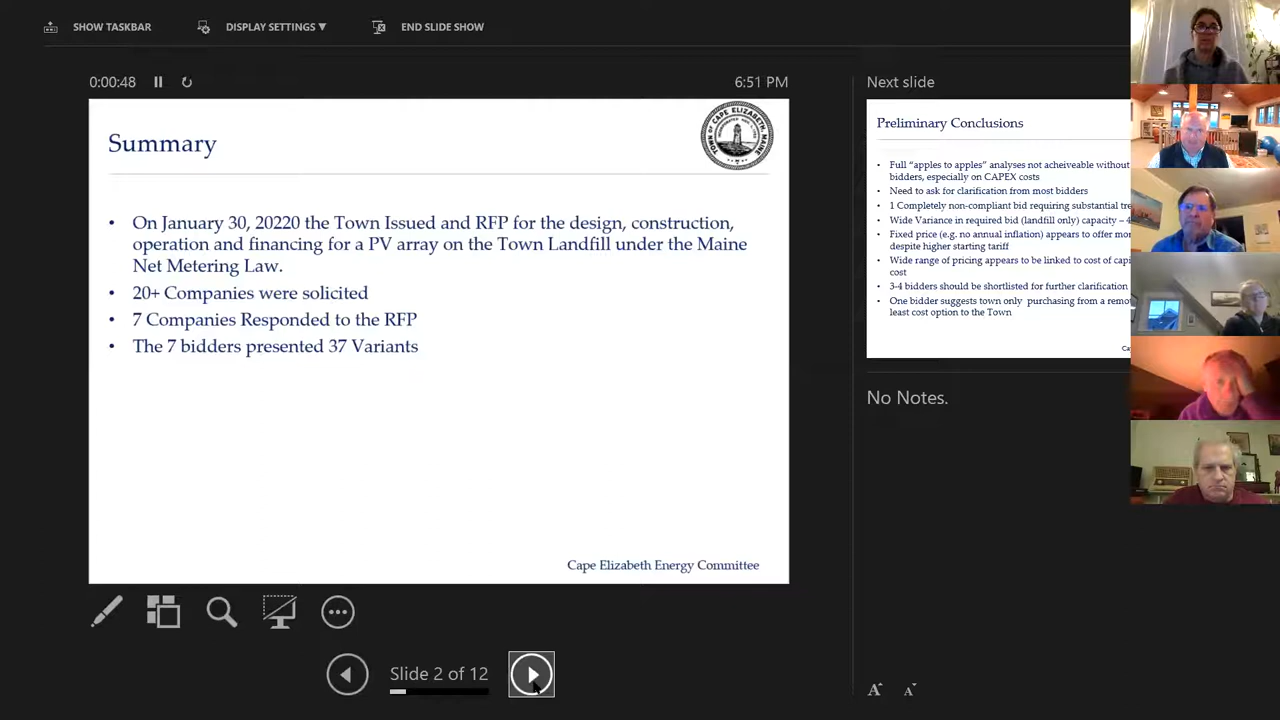 SHOW TASKBAR
DISPLAY SETTINGS ▼
END SLIDE SHOW
0:00:48
6:51 PM
Summary
TOWN OF CAPE ELIZABETH, MAINE
• On January 30, 20220 the Town Issued and RFP for the design, construction,
operation and financing for a PV array on the Town Landfill under the Maine
Net Metering Law.
• 20+ Companies were solicited
• 7 Companies Responded to the RFP
• The 7 bidders presented 37 Variants
Cape Elizabeth Energy Committee
Slide 2 of 12
Next slide
Preliminary Conclusions
• Full “apples to apples” analyses not acheiveable without
bidders, especially on CAPEX costs
• Need to ask for clarification from most bidders
• 1 Completely non-compliant bid requiring substantial
• Wide Variance in required bid (landfill only) capacity –
• Fixed price (e.g. no annual inflation) appears to offer
despite higher starting tariff
• Wide range of pricing appears to be linked to cost of
cost
• 3-4 bidders should be shortlisted for further clarification
• One bidder suggests town only purchasing from a
least cost option to the Town
No Notes.
A A